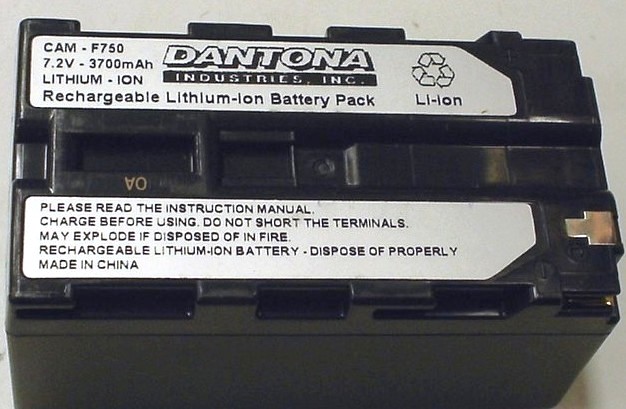 CAM - F750
7.2V - 3700mAh
LITHIUM - ION
DANTONA
INDUSTRIES, INC.
Rechargeable Lithium-ion Battery Pack
Li-ion
OA
PLEASE READ THE INSTRUCTION MANUAL.
CHARGE BEFORE USING. DO NOT SHORT THE TERMINALS.
MAY EXPLODE IF DISPOSED OF IN FIRE.
RECHARGEABLE LITHIUM-ION BATTERY - DISPOSE OF PROPERLY
MADE IN CHINA